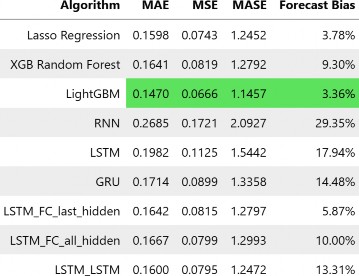 Algorithm MAE MSE MASE Forecast Bias
Lasso Regression 0.1598 0.0743 1.2452 3.78%
XGB Random Forest 0.1641 0.0819 1.2792 9.30%
LightGBM 0.1470 0.0666 1.1457 3.36%
RNN 0.2685 0.1721 2.0927 29.35%
LSTM 0.1982 0.1125 1.5442 17.94%
GRU 0.1714 0.0899 1.3358 14.48%
LSTM_FC_last_hidden 0.1642 0.0815 1.2797 5.87%
LSTM_FC_all_hidden 0.1667 0.0799 1.2993 10.00%
LSTM_LSTM 0.1600 0.0795 1.2472 13.31%